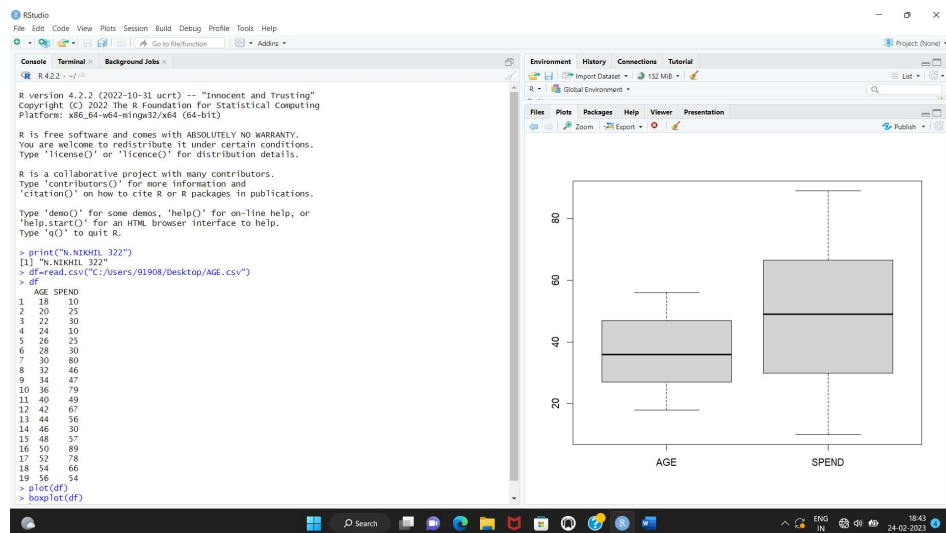 RStudio
File Edit Code View Plots Session Build Debug Profile Tools Help
Go to file/function Addins Project: (None)
Console Terminal Background Jobs
R 4.2.2 · ~/
R version 4.2.2 (2022-10-31 ucrt) -- "Innocent and Trusting"
Copyright (C) 2022 The R Foundation for Statistical Computing
Platform: x86_64-w64-mingw32/x64 (64-bit)
R is free software and comes with ABSOLUTELY NO WARRANTY.
You are welcome to redistribute it under certain conditions.
Type 'license()' or 'licence()' for distribution details.
R is a collaborative project with many contributors.
Type 'contributors()' for more information and
'citation()' on how to cite R or R packages in publications.
Type 'demo()' for some demos, 'help()' for on-line help, or
'help.start()' for an HTML browser interface to help.
Type 'q()' to quit R.
> print("N.NIKHIL 322")
[1] "N.NIKHIL 322"
> df=read.csv("C:/Users/91908/Desktop/AGE.csv")
> df
AGE SPEND
1 18 10
2 20 25
3 22 30
4 24 10
5 26 25
6 28 30
7 30 80
8 32 46
9 34 47
10 36 79
11 40 49
12 42 67
13 44 56
14 46 30
15 48 57
16 50 89
17 52 78
18 54 66
19 56 54
> plot(df)
> boxplot(df)
Environment History Connections Tutorial
Import Dataset 132 MiB List
R Global Environment
Files Plots Packages Help Viewer Presentation
Zoom Export Publish
80
60
40
20
AGE SPEND
Search
ENG
IN
18:43
24-02-2023
4